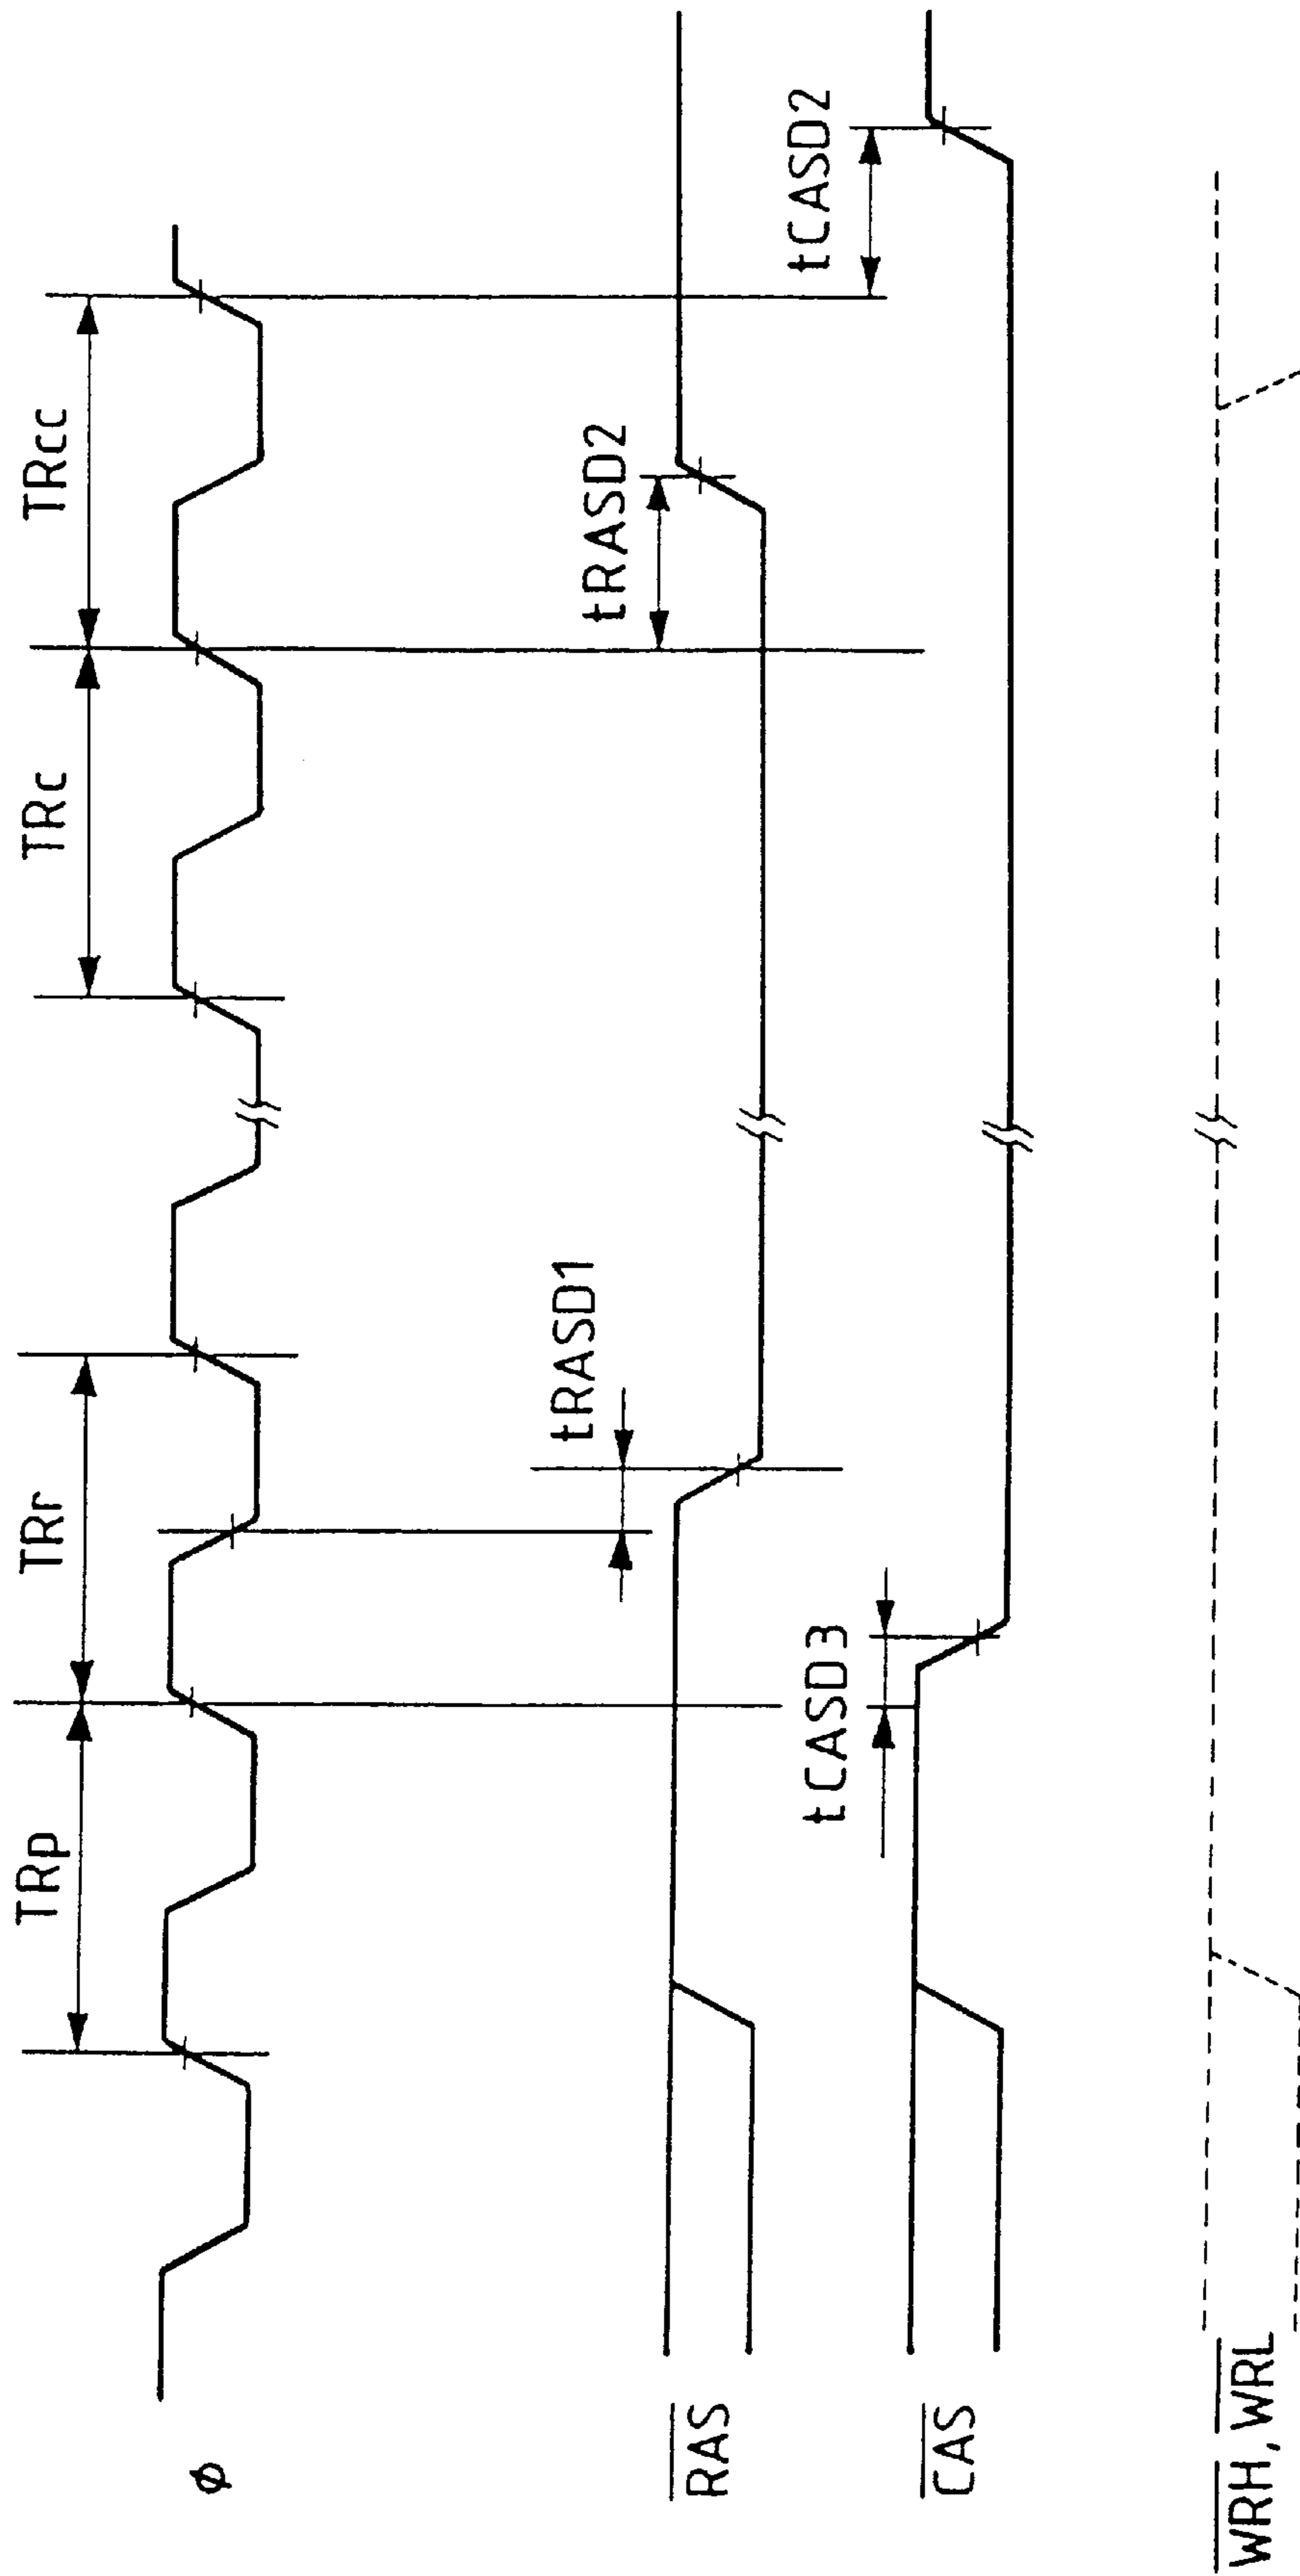 TRp
TRr
TRc
TRcc
ϕ
tRASD1
tRASD2
RAS
tCASD3
tCASD2
CAS
WRH, WRL